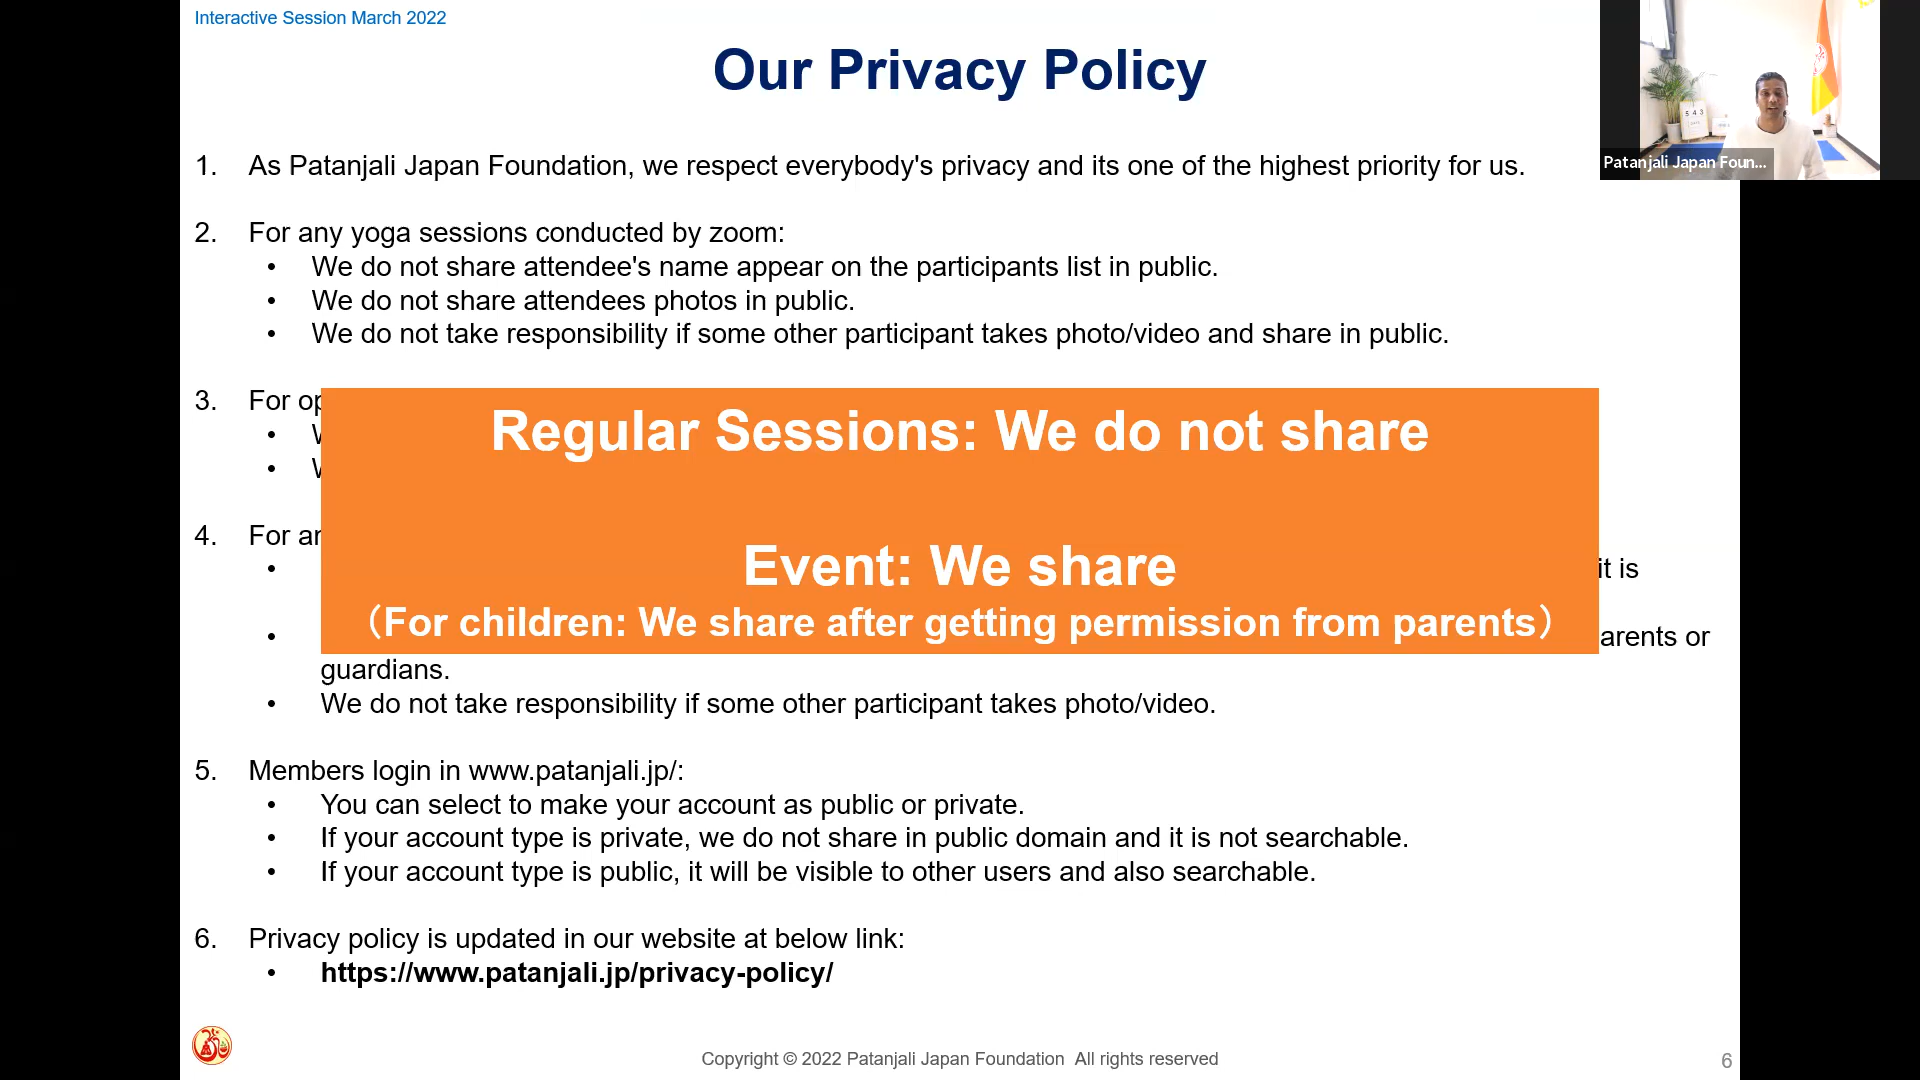 Interactive Session March 2022
Our Privacy Policy
Patanjali Japan Foun...
1. As Patanjali Japan Foundation, we respect everybody's privacy and its one of the highest priority for us.
2. For any yoga sessions conducted by zoom:
• We do not share attendee's name appear on the participants list in public.
• We do not share attendees photos in public.
• We do not take responsibility if some other participant takes photo/video and share in public.
3. For
Regular Sessions: We do not share
4. For
Event: We share
it is
（For children: We share after getting permission from parents）
or
guardians.
• We do not take responsibility if some other participant takes photo/video.
5. Members login in www.patanjali.jp/:
• You can select to make your account as public or private.
• If your account type is private, we do not share in public domain and it is not searchable.
• If your account type is public, it will be visible to other users and also searchable.
6. Privacy policy is updated in our website at below link:
• https://www.patanjali.jp/privacy-policy/
Copyright © 2022 Patanjali Japan Foundation All rights reserved
6